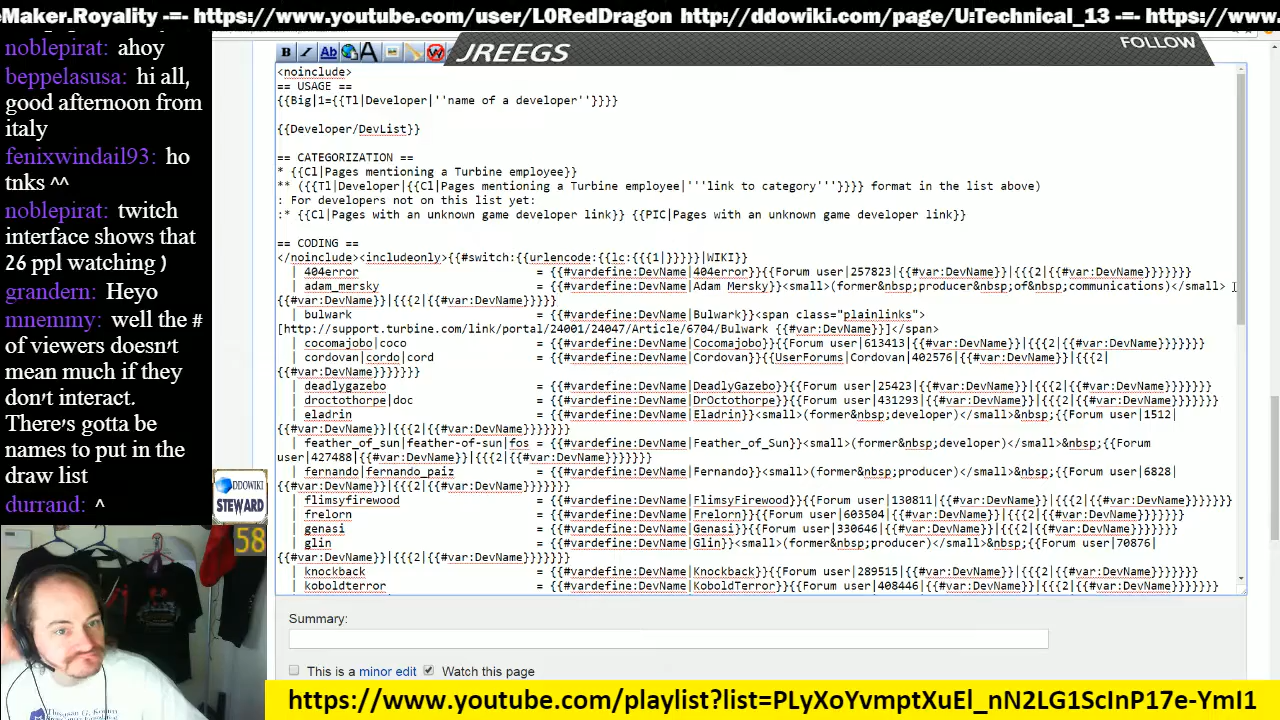 eMaker.Royality -=- https://www.youtube.com/user/L0RedDragon http://ddowiki.com/page/U:Technical_13 -=- https://www.
noblepirat: ahoy
beppelasusa: hi all,
good afternoon from
italy
fenixwindail93: ho
tnks ^^
noblepirat: twitch
interface shows that
26 ppl watching )
grandern: Heyo
mnemmy: well the #
of viewers doesn't
mean much if they
don't interact.
There's gotta be
names to put in the
draw list
durrand: ^
DDOWIKI
STEWARD
58
B I Ab A W
JREEGS
FOLLOW
<noinclude>
== USAGE ==
{{Big|1={{Tl|Developer|''name of a developer''}}}}
{{Developer/DevList}}
== CATEGORIZATION ==
* {{Cl|Pages mentioning a Turbine employee}}
** ({{Tl|Developer|{{Cl|Pages mentioning a Turbine employee|'''link to category'''}}}} format in the list above)
: For developers not on this list yet:
:* {{Cl|Pages with an unknown game developer link}} {{PIC|Pages with an unknown game developer link}}
== CODING ==
</noinclude><includeonly>{{#switch:{{urlencode:{{lc:{{{1|}}}}}|WIKI}}
| 404error = {{#vardefine:DevName|404error}}{{Forum user|257823|{{#var:DevName}}|{{{2|{{#var:DevName}}}}}}}
| adam_mersky = {{#vardefine:DevName|Adam Mersky}}<small>(former&nbsp;producer&nbsp;of&nbsp;communications)</small>
{{#var:DevName}}|{{{2|{{#var:DevName}}}}}
| bulwark = {{#vardefine:DevName|Bulwark}}<span class="plainlinks">
[http://support.turbine.com/link/portal/24001/24047/Article/6704/Bulwark {{#var:DevName}}]</span>
| cocomajobo|coco = {{#vardefine:DevName|Cocomajobo}}{{Forum user|613413|{{#var:DevName}}|{{{2|{{#var:DevName}}}}}}}
| cordovan|cordo|cord = {{#vardefine:DevName|Cordovan}}{{UserForums|Cordovan|402576|{{#var:DevName}}|{{{2|
{{#var:DevName}}}}}}}
| deadlygazebo = {{#vardefine:DevName|DeadlyGazebo}}{{Forum user|25423|{{#var:DevName}}|{{{2|{{#var:DevName}}}}}}}
| droctothorpe|doc = {{#vardefine:DevName|DrOctothorpe}}{{Forum user|431293|{{#var:DevName}}|{{{2|{{#var:DevName}}}}}}}
| eladrin = {{#vardefine:DevName|Eladrin}}<small>(former&nbsp;developer)</small>&nbsp;{{Forum user|1512|
{{#var:DevName}}|{{{2|{{#var:DevName}}}}}}}
| feather_of_sun|feather-of-sun|fos = {{#vardefine:DevName|Feather_of_Sun}}<small>(former&nbsp;developer)</small>&nbsp;{{Forum
user|427488|{{#var:DevName}}|{{{2|{{#var:DevName}}}}}}}
| fernando|fernando_paiz = {{#vardefine:DevName|Fernando}}<small>(former&nbsp;producer)</small>&nbsp;{{Forum user|6828|
{{#var:DevName}}|{{{2|{{#var:DevName}}}}}}}
| flimsyfirewood = {{#vardefine:DevName|FlimsyFirewood}}{{Forum user|13083|{{#var:DevName}}|{{{2|{{#var:DevName}}}}}}}
| frelorn = {{#vardefine:DevName|Frelorn}}{{Forum user|603504|{{#var:DevName}}|{{{2|{{#var:DevName}}}}}}}
| genasi = {{#vardefine:DevName|Genasi}}{{Forum user|330646|{{#var:DevName}}|{{{2|{{#var:DevName}}}}}}}
| glin = {{#vardefine:DevName|Glin}}<small>(former&nbsp;producer)</small>&nbsp;{{Forum user|70876|
{{#var:DevName}}|{{{2|{{#var:DevName}}}}}}}
| knockback = {{#vardefine:DevName|Knockback}}{{Forum user|289515|{{#var:DevName}}|{{{2|{{#var:DevName}}}}}}}
| koboldterror = {{#vardefine:DevName|KoboldTerror}}{{Forum user|408446|{{#var:DevName}}|{{{2|{{#var:DevName}}}}}}}
Summary:
This is a minor edit Watch this page
https://www.youtube.com/playlist?list=PLyXoYvmptXuEl_nN2LG1ScInP17e-YmI1